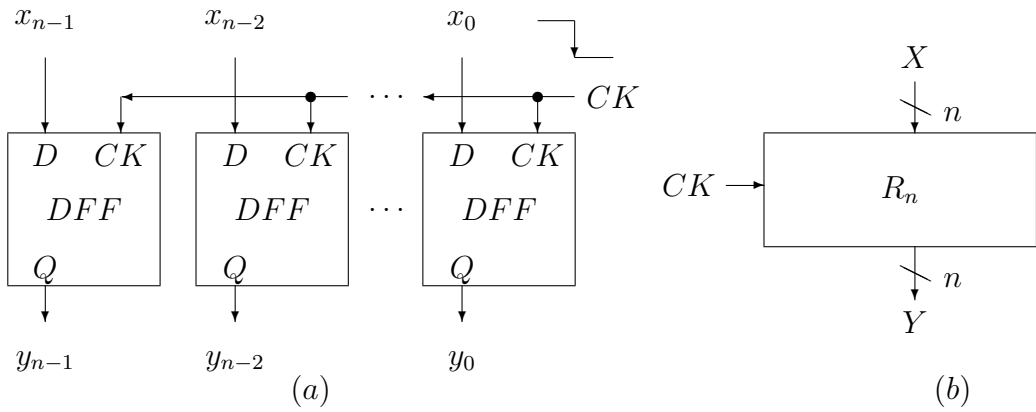 x_{n-1} x_{n-2} x_0
X
n
··· CK
D CK D CK D CK
CK R_n
DFF DFF ··· DFF
Q Q Q
n
Y
y_{n-1} y_{n-2} y_0
(a) (b)